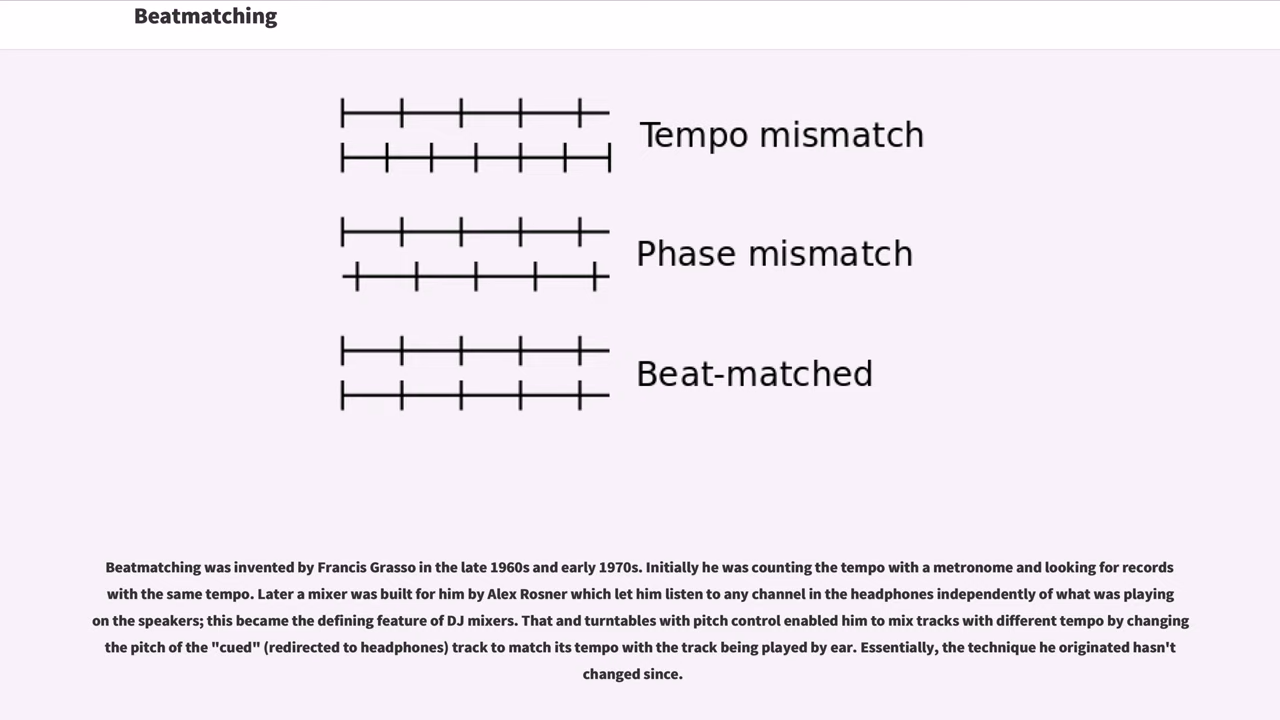 Beatmatching
Tempo mismatch
Phase mismatch
Beat-matched
Beatmatching was invented by Francis Grasso in the late 1960s and early 1970s. Initially he was counting the tempo with a metronome and looking for records
with the same tempo. Later a mixer was built for him by Alex Rosner which let him listen to any channel in the headphones independently of what was playing
on the speakers; this became the defining feature of DJ mixers. That and turntables with pitch control enabled him to mix tracks with different tempo by changing
the pitch of the "cued" (redirected to headphones) track to match its tempo with the track being played by ear. Essentially, the technique he originated hasn't
changed since.